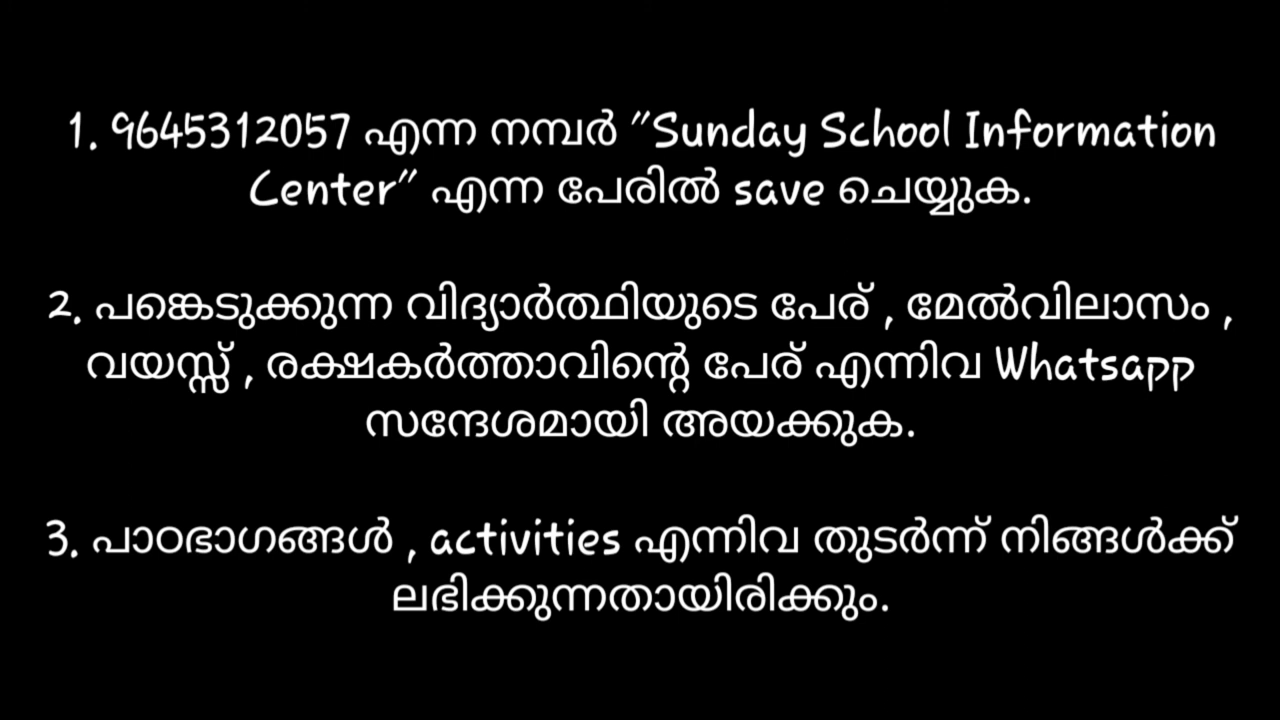 1. 9645312057 എന്ന നമ്പർ "Sunday School Information
Center" എന്ന പേരിൽ save ചെയ്യുക.
2. പങ്കെടുക്കുന്ന വിദ്യാർത്ഥിയുടെ പേര് , മേൽവിലാസം ,
വയസ്സ് , രക്ഷകർത്താവിന്റെ പേര് എന്നിവ Whatsapp
സന്ദേശമായി അയക്കുക.
3. പാഠഭാഗങ്ങൾ , activities എന്നിവ തുടർന്ന് നിങ്ങൾക്ക്
ലഭിക്കുന്നതായിരിക്കും.